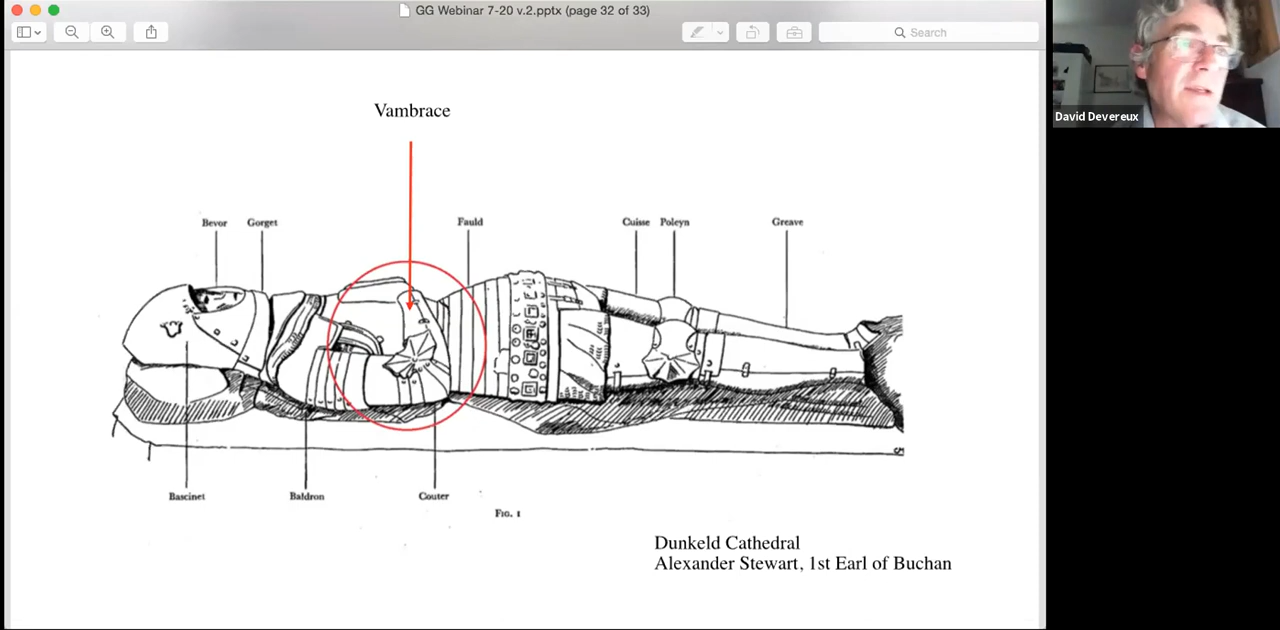 GG Webinar 7-20 v.2.pptx (page 32 of 33)
Search
David Devereux
Vambrace
Bevor Gorget Fauld Cuisse Poleyn Greave
Bascinet Baldron Couter
FIG. 1
Dunkeld Cathedral
Alexander Stewart, 1st Earl of Buchan